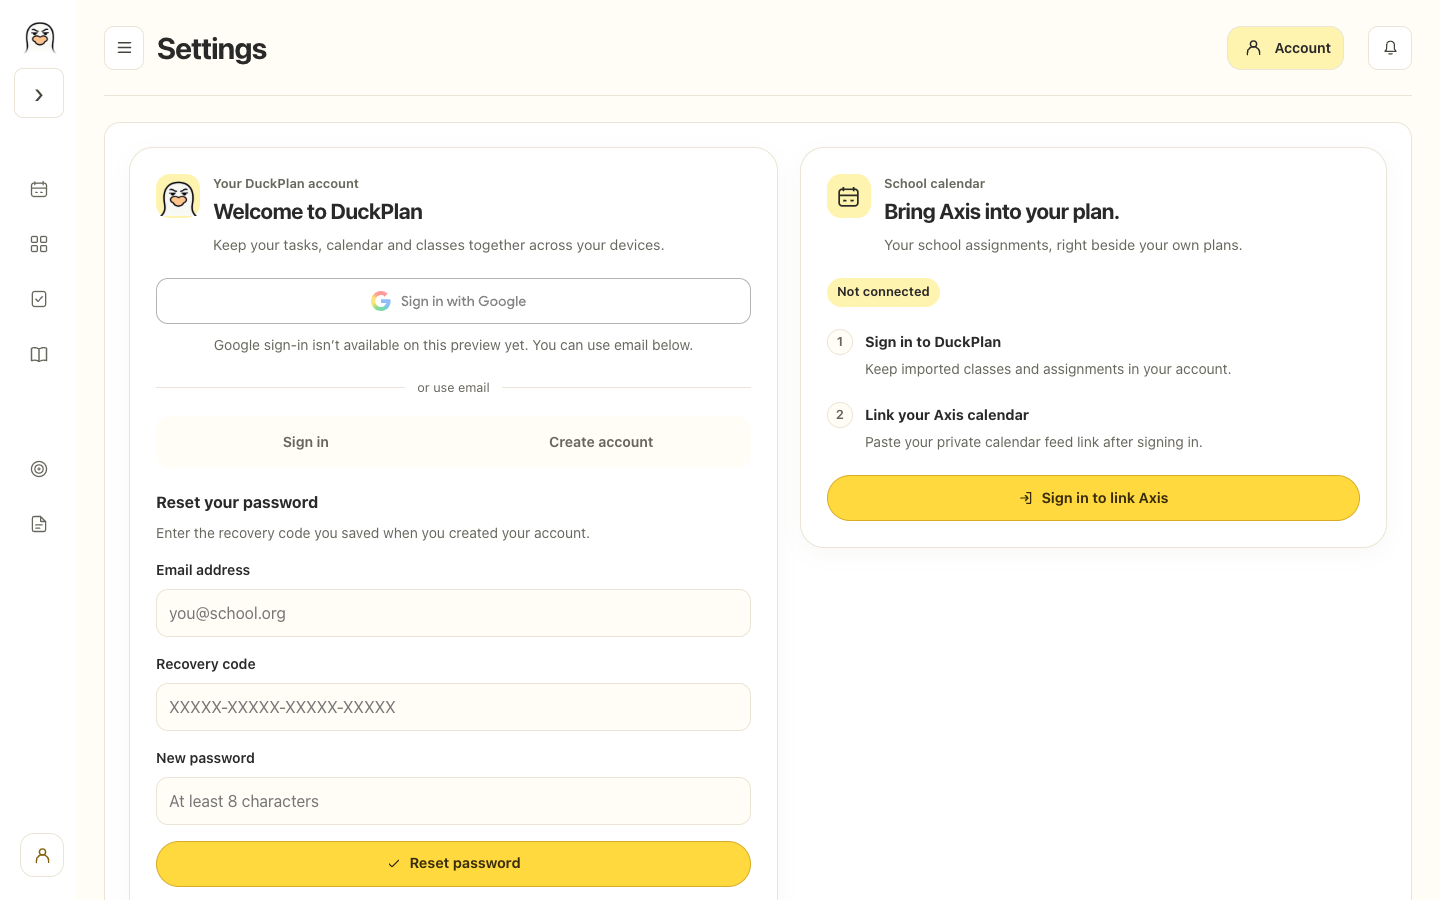 Settings
Account
Your DuckPlan account
Welcome to DuckPlan
Keep your tasks, calendar and classes together across your devices.
Sign in with Google
Google sign-in isn’t available on this preview yet. You can use email below.
or use email
Sign in
Create account
Reset your password
Enter the recovery code you saved when you created your account.
Email address
you@school.org
Recovery code
XXXXX-XXXXX-XXXXX-XXXXX
New password
At least 8 characters
Reset password
School calendar
Bring Axis into your plan.
Your school assignments, right beside your own plans.
Not connected
1 Sign in to DuckPlan
Keep imported classes and assignments in your account.
2 Link your Axis calendar
Paste your private calendar feed link after signing in.
Sign in to link Axis